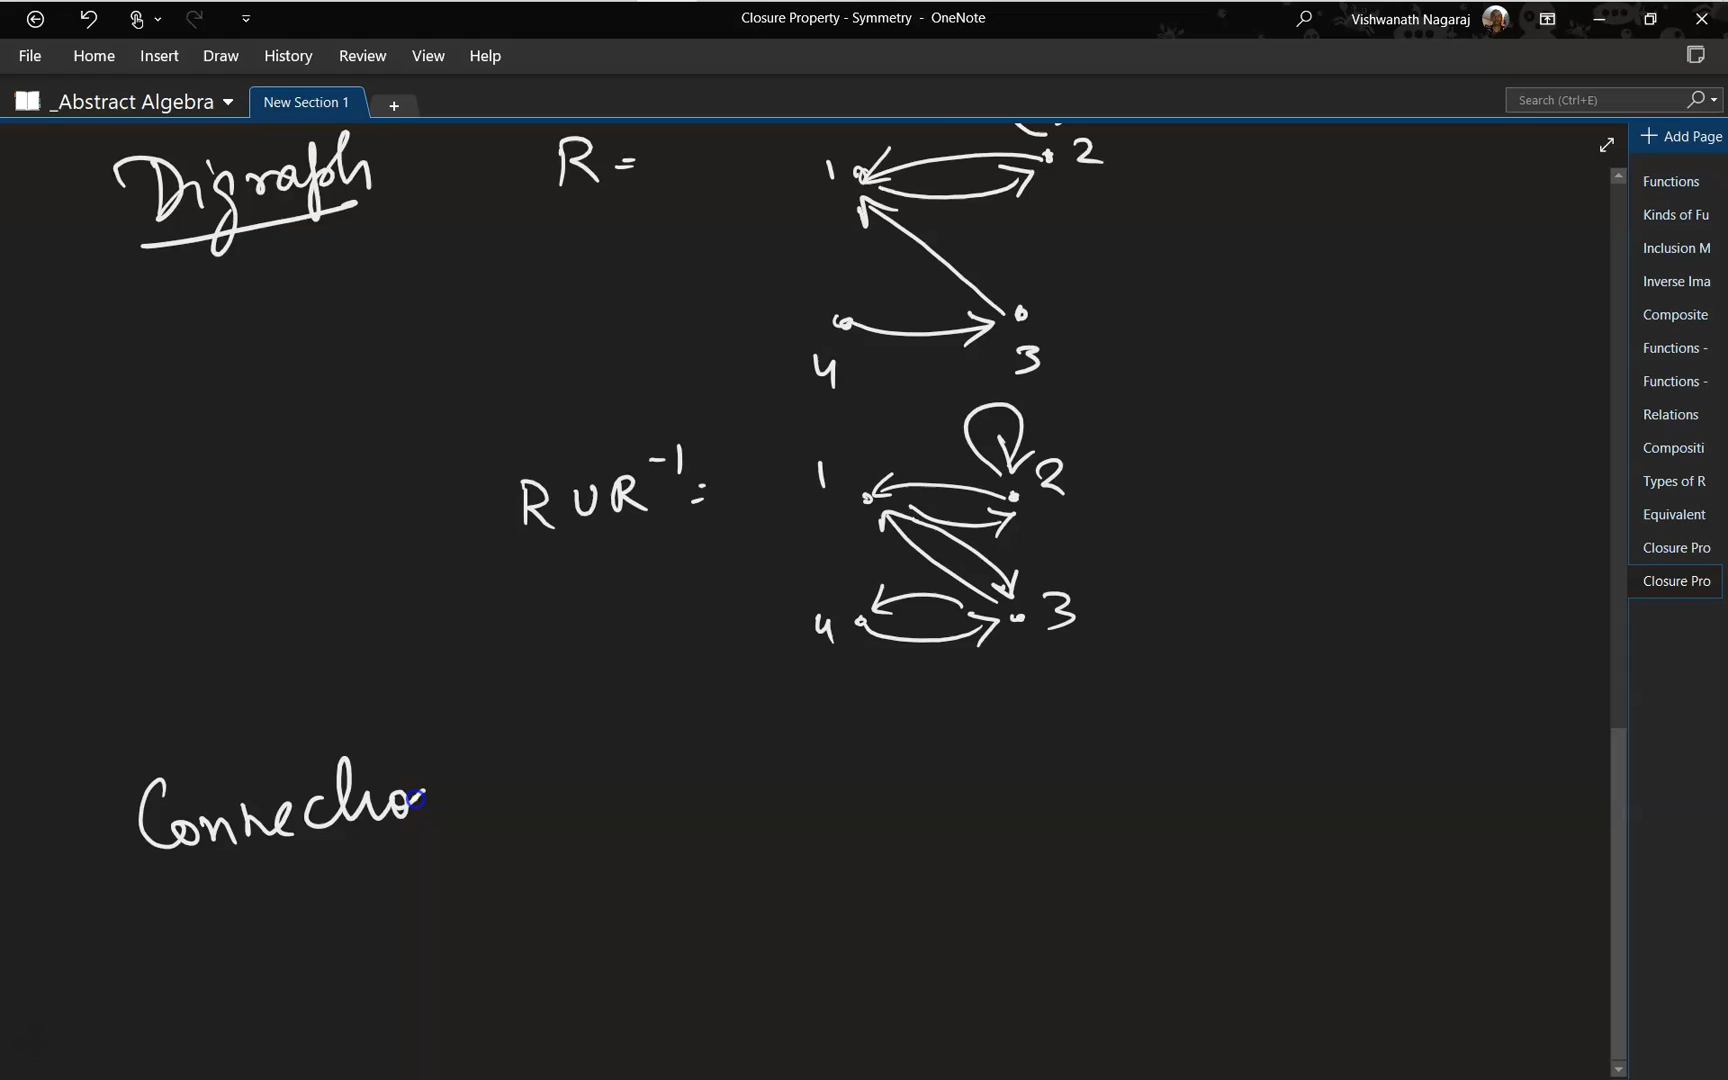 Closure Property - Symmetry - OneNote
Vishwanath Nagaraj
File Home Insert Draw History Review View Help
_Abstract Algebra
New Section 1
+
Search (Ctrl+E)
Add Page
Functions
Kinds of Fu
Inclusion M
Inverse Ima
Composite
Functions -
Functions -
Relations
Compositi
Types of R
Equivalent
Closure Pro
Closure Pro
Digraph
R =
1
2
4
3
R ∪ R⁻¹ =
1
2
4
3
Connectio